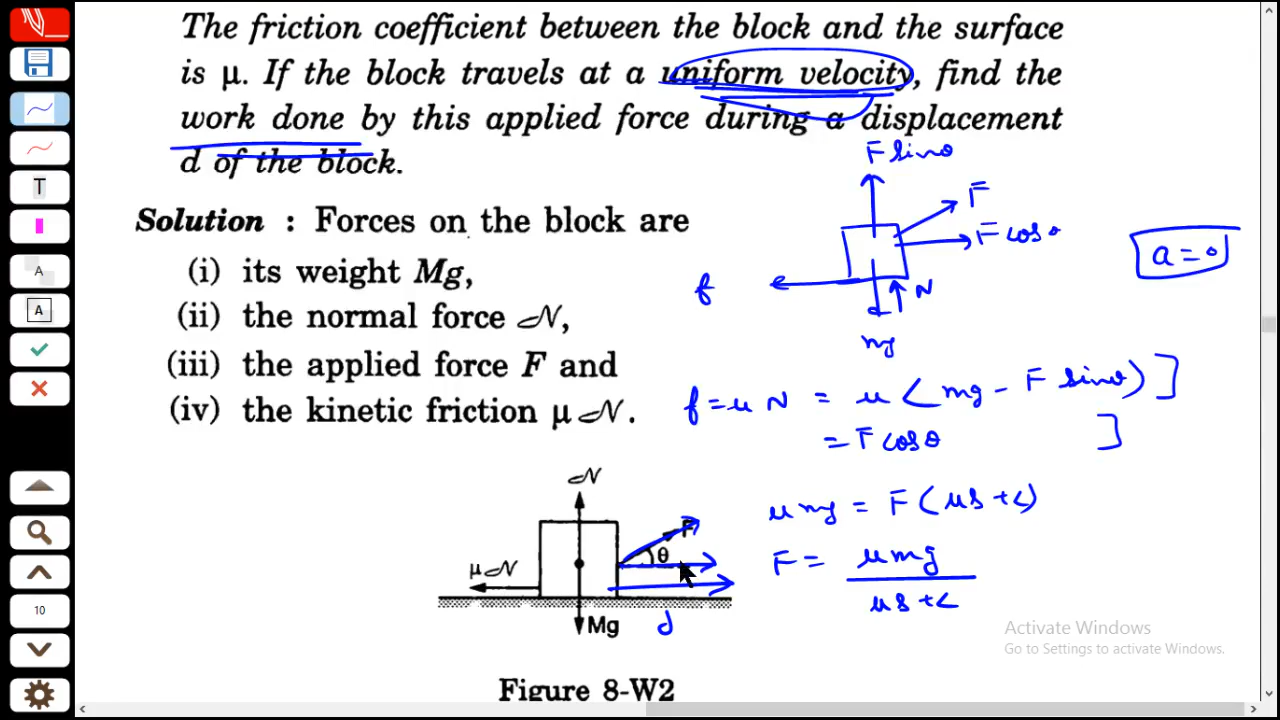 The friction coefficient between the block and the surface
is μ. If the block travels at a uniform velocity, find the
work done by this applied force during a displacement
d of the block.
F sinθ
F
F cosθ
a = 0
f
N
mg
Solution : Forces on the block are
(i) its weight Mg,
(ii) the normal force N,
(iii) the applied force F and
(iv) the kinetic friction μN.
f = μ N = μ (mg - F sinθ) ]
= F cosθ ]
μmg = F (μs + c)
F = μmg
μs + c
N
F
θ
μN
d
Mg
Figure 8-W2
T
A
A
10
Activate Windows
Go to Settings to activate Windows.